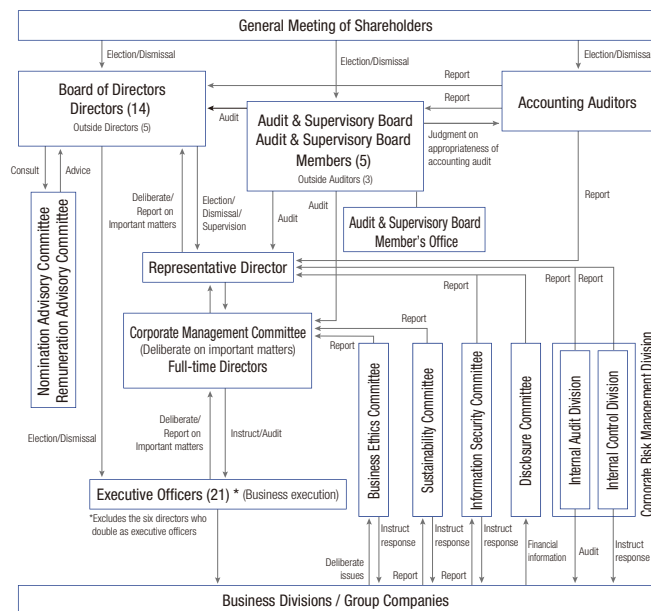 General Meeting of Shareholders
Election/Dismissal
Election/Dismissal
Election/Dismissal
Board of Directors
Directors (14)
Outside Directors (5)
Report
Report
Accounting Auditors
Audit
Audit & Supervisory Board
Audit & Supervisory Board
Members (5)
Outside Auditors (3)
Judgment on
appropriateness of
accounting audit
Consult
Advice
Deliberate/
Report on
Important matters
Election/
Dismissal/
Supervision
Audit
Audit
Report
Audit & Supervisory Board
Member's Office
Nomination Advisory Committee
Remuneration Advisory Committee
Representative Director
Report
Report
Report
Report
Corporate Management Committee
(Deliberate on important matters)
Full-time Directors
Report
Report
Business Ethics Committee
Sustainability Committee
Information Security Committee
Disclosure Committee
Internal Audit Division
Internal Control Division
Corporate Risk Management Division
Election/Dismissal
Deliberate/
Report on
Important matters
Instruct/Audit
Executive Officers (21) * (Business execution)
*Excludes the six directors who
double as executive officers
Deliberate
issues
Instruct
response
Report
Instruct
response
Report
Instruct
response
Financial
information
Audit
Instruct
response
Business Divisions / Group Companies